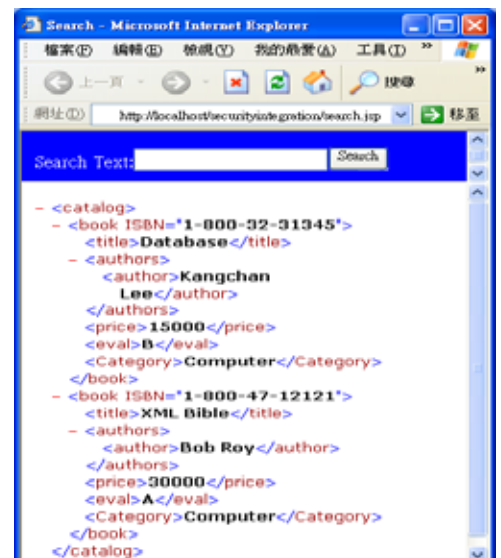 Search - Microsoft Internet Explorer
檔案(F) 編輯(E) 檢視(V) 我的最愛(A) 工具(T) »
上一頁 搜尋 »
網址(D) http://localhost/securityintegration/search.jsp 移至
Search Text: Search
- <catalog>
- <book ISBN="1-800-32-31345">
<title>Database</title>
- <authors>
<author>Kangchan
Lee</author>
</authors>
<price>15000</price>
<eval>B</eval>
<Category>Computer</Category>
</book>
- <book ISBN="1-800-47-12121">
<title>XML Bible</title>
- <authors>
<author>Bob Roy</author>
</authors>
<price>30000</price>
<eval>A</eval>
<Category>Computer</Category>
</book>
</catalog>